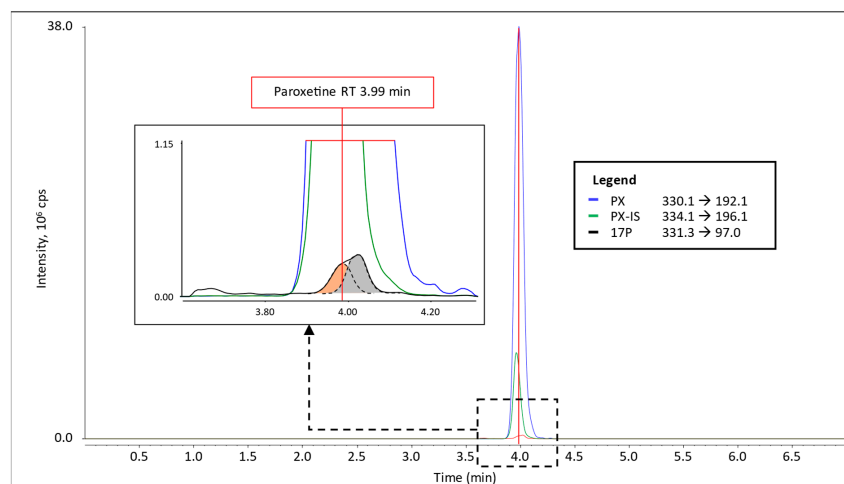 38.0
Paroxetine RT 3.99 min
1.15
0.00
3.80 4.00 4.20
Legend
PX 330.1 → 192.1
PX-IS 334.1 → 196.1
17P 331.3 → 97.0
Intensity, 10⁶ cps
0.0
0.5 1.0 1.5 2.0 2.5 3.0 3.5 4.0 4.5 5.0 5.5 6.0 6.5
Time (min)